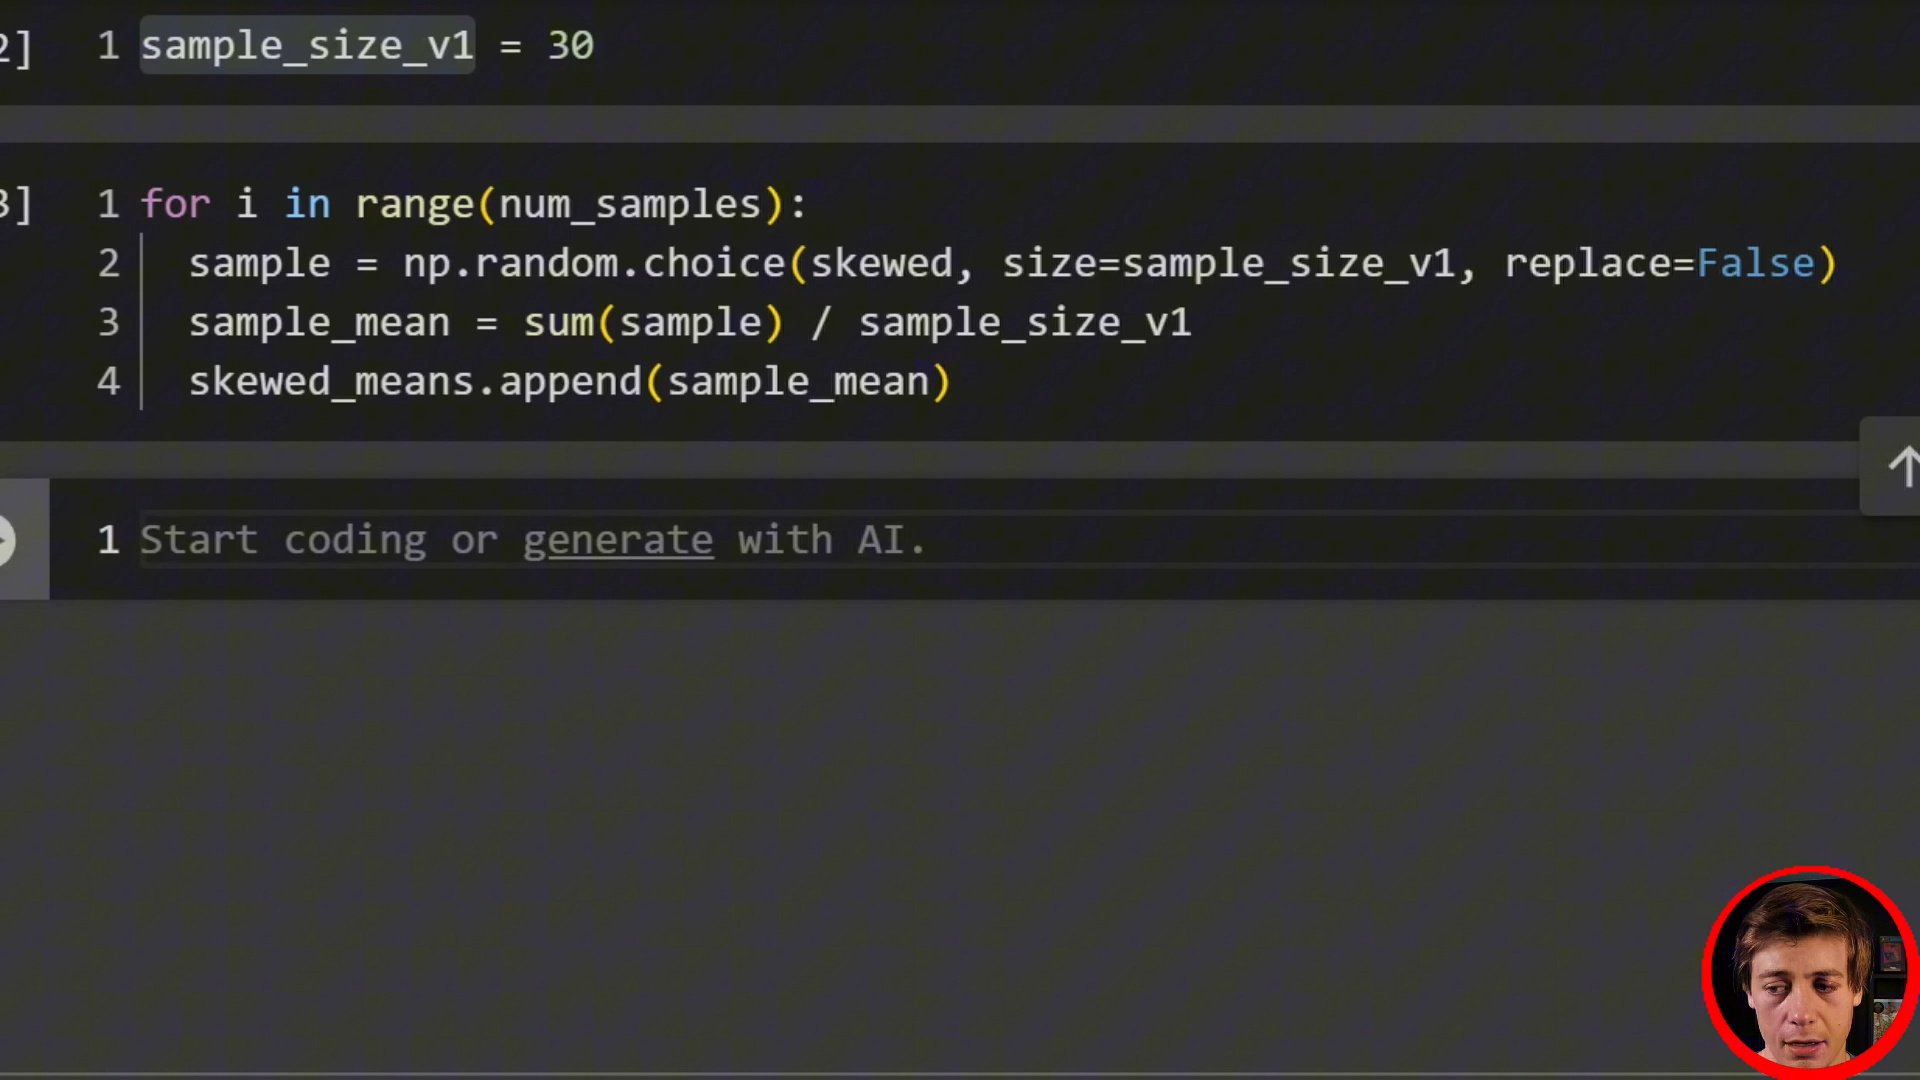 2] 1 sample_size_v1 = 30
3] 1 for i in range(num_samples):
2 sample = np.random.choice(skewed, size=sample_size_v1, replace=False)
3 sample_mean = sum(sample) / sample_size_v1
4 skewed_means.append(sample_mean)
1 Start coding or generate with AI.